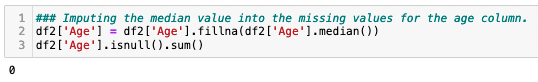 1 ### Imputing the median value into the missing values for the age column.
2 df2['Age'] = df2['Age'].fillna(df2['Age'].median())
3 df2['Age'].isnull().sum()
0